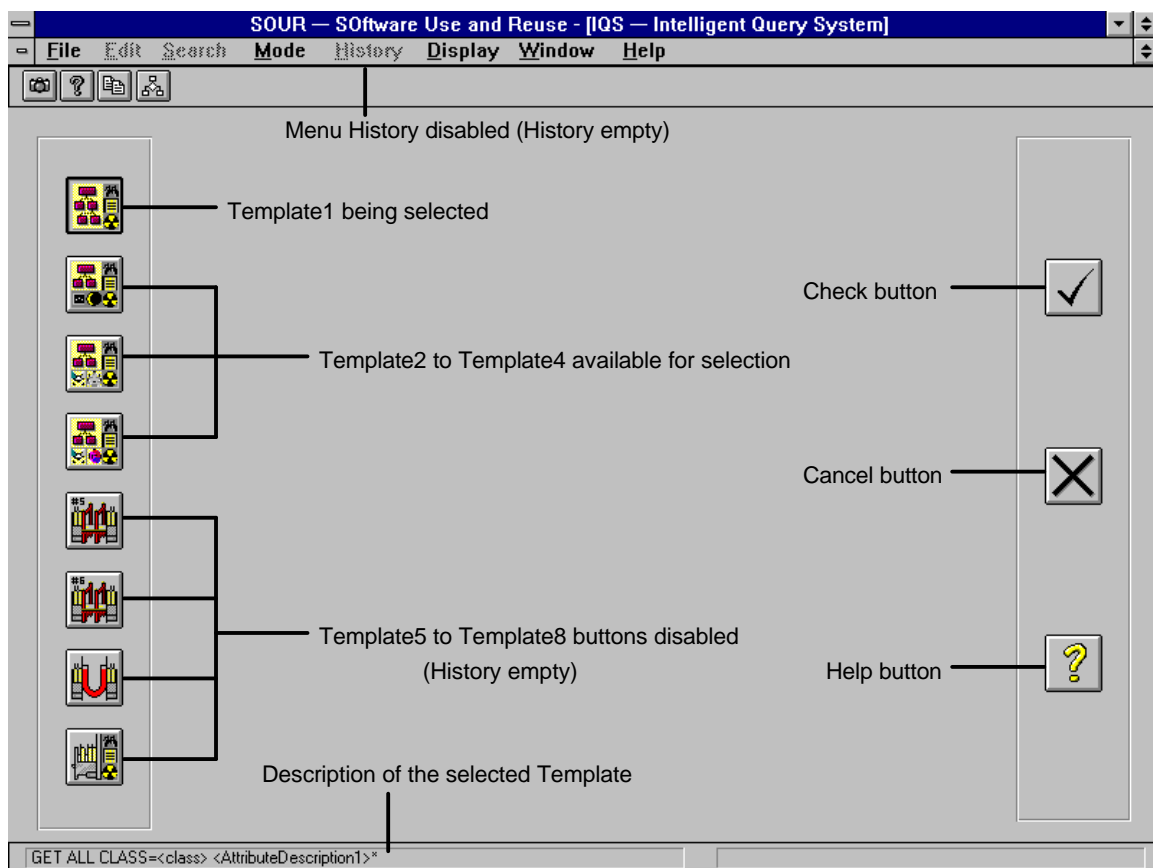 SOUR — SOftware Use and Reuse - [IQS — Intelligent Query System]
File Edit Search Mode History Display Window Help
Menu History disabled (History empty)
Template1 being selected
Check button
Template2 to Template4 available for selection
Cancel button
#5
#6
Template5 to Template8 buttons disabled
(History empty)
Help button
Description of the selected Template
GET ALL CLASS=<class> <AttributeDescription1>*